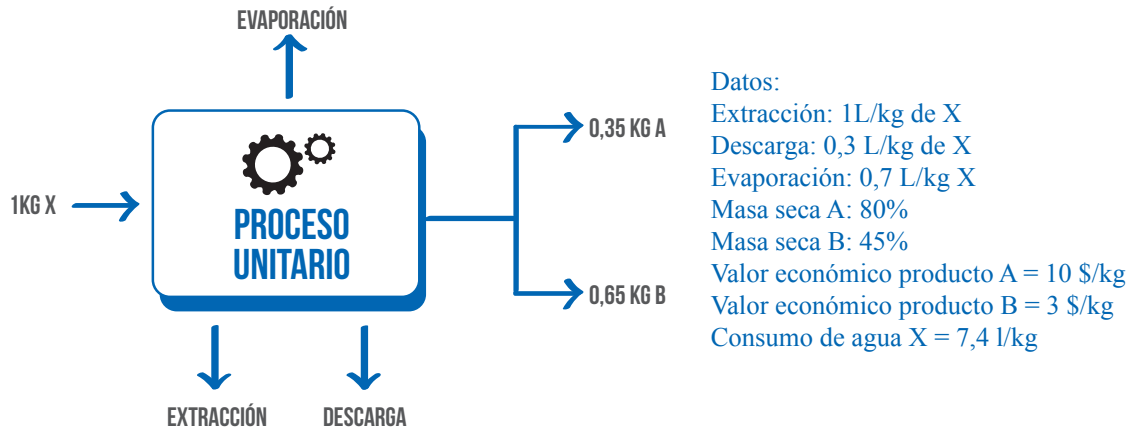 EVAPORACIÓN
1KG X
PROCESO
UNITARIO
0,35 KG A
0,65 KG B
EXTRACCIÓN
DESCARGA
Datos:
Extracción: 1L/kg de X
Descarga: 0,3 L/kg de X
Evaporación: 0,7 L/kg X
Masa seca A: 80%
Masa seca B: 45%
Valor económico producto A = 10 $/kg
Valor económico producto B = 3 $/kg
Consumo de agua X = 7,4 l/kg